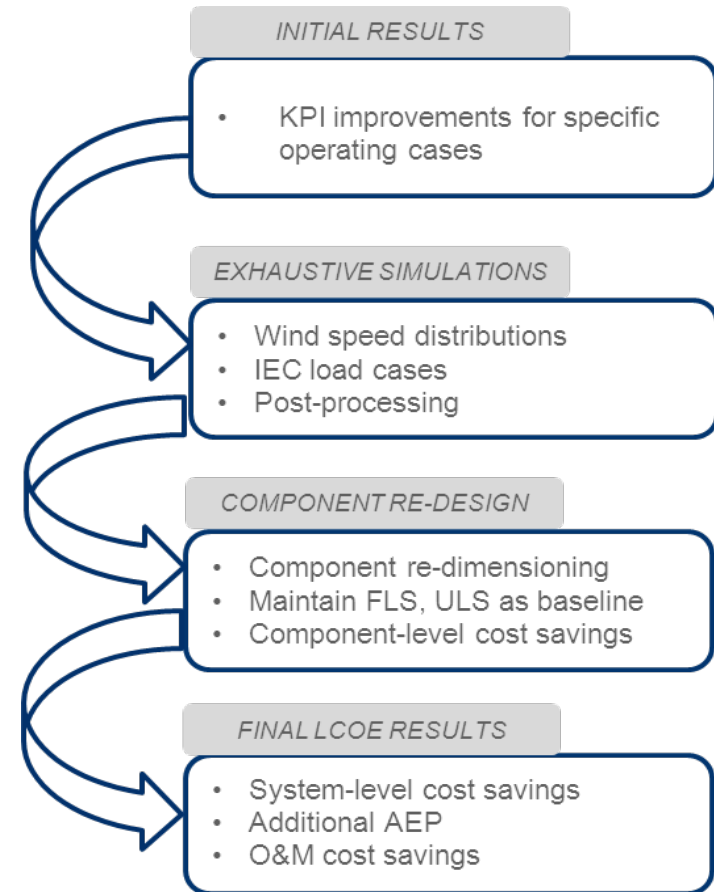 INITIAL RESULTS
• KPI improvements for specific
operating cases
EXHAUSTIVE SIMULATIONS
• Wind speed distributions
• IEC load cases
• Post-processing
COMPONENT RE-DESIGN
• Component re-dimensioning
• Maintain FLS, ULS as baseline
• Component-level cost savings
FINAL LCOE RESULTS
• System-level cost savings
• Additional AEP
• O&M cost savings